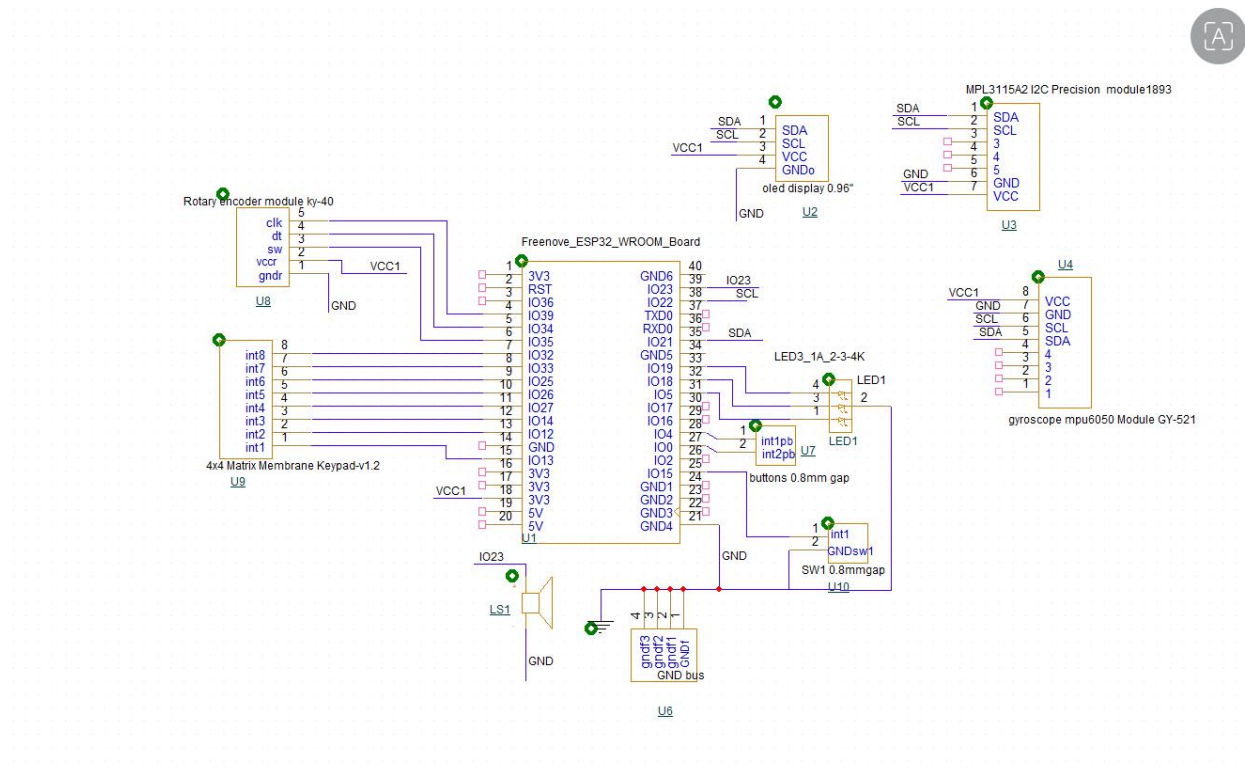 A
MPL3115A2 I2C Precision module1893
SDA 1 SDA
SCL 2 SCL
3 3
4 4
5 5
GND 6 GND
VCC1 7 VCC
U3
SDA 1 SDA
SCL 2 SCL
VCC1 3 VCC
4 GNDo
oled display 0.96"
GND
U2
Rotary encoder module ky-40
clk 5
dt 4
sw 3
vccr 2 VCC1
gndr 1
GND
U8
Freenove_ESP32_WROOM_Board
1 3V3
2 RST
3 IO36
4 IO39
5 IO34
6 IO35
7 IO32
8 IO33
9 IO25
10 IO26
11 IO27
12 IO14
13 IO12
14 GND
15 IO13
16 3V3
17 3V3
VCC1 18 3V3
19 5V
20 5V
U1
GND6 40
IO23 39 IO23
IO22 38 SCL
TXD0 37
RXD0 36
IO21 35 SDA
GND5 34
IO19 33
IO18 32
IO5 31
IO17 30
IO16 29
IO4 28
IO0 27
IO2 26
IO15 25
GND1 24
GND2 23
GND3 22
GND4 21
GND
U4
VCC1 8 VCC
GND 7 GND
SCL 6 SCL
SDA 5 SDA
4 4
3 3
2 2
1 1
gyroscope mpu6050 Module GY-521
int8 8
int7 7
int6 6
int5 5
int4 4
int3 3
int2 2
int1 1
4x4 Matrix Membrane Keypad-v1.2
U9
LED3_1A_2-3-4K
LED1
4
3 2
1
LED1
1 int1pb
2 int2pb
U7
buttons 0.8mm gap
1 int1
2 GNDsw1
SW1 0.8mmgap
U10
IO23
LS1
GND
4 3 2 1
gndf3 gndf2 gndf1 GNDf
GND bus
U6